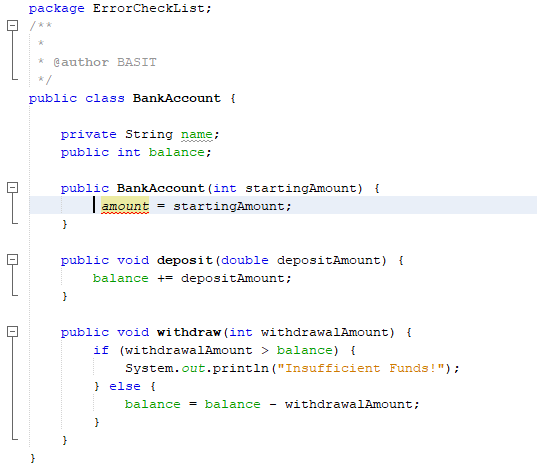 package ErrorCheckList;
/**
 *
 * @author BASIT
 */
public class BankAccount {

    private String name;
    public int balance;

    public BankAccount(int startingAmount) {
        amount = startingAmount;
    }

    public void deposit(double depositAmount) {
        balance += depositAmount;
    }

    public void withdraw(int withdrawalAmount) {
        if (withdrawalAmount > balance) {
            System.out.println("Insufficient Funds!");
        } else {
            balance = balance - withdrawalAmount;
        }
    }
}